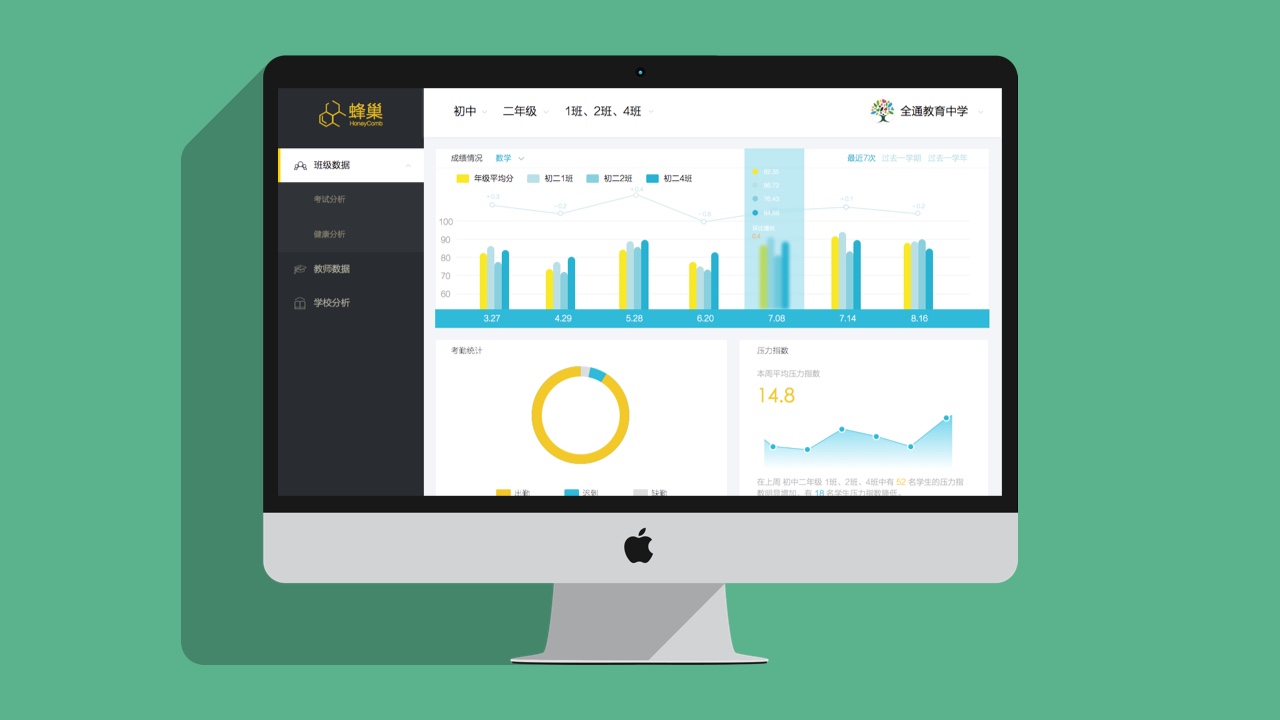 蜂巢
HoneyComb
初中 二年级 1班、2班、4班
全通教育中学
班级数据
考试分析
健康分析
教师数据
学校分析
成绩情况 数学
最近7次 过去一学期 过去一学年
年级平均分 初二1班 初二2班 初二4班
+0.3 -0.2 +0.4 -0.8 +0.1 -0.2
100
90
80
70
60
3.27 4.29 5.28 6.20 7.08 7.14 8.16
考勤统计
出勤 迟到 缺勤
压力指数
本周平均压力指数
14.8
在上周 初中二年级 1班、2班、4班中有 52 名学生的压力指
数明显增加，有 18 名学生压力指数降低。